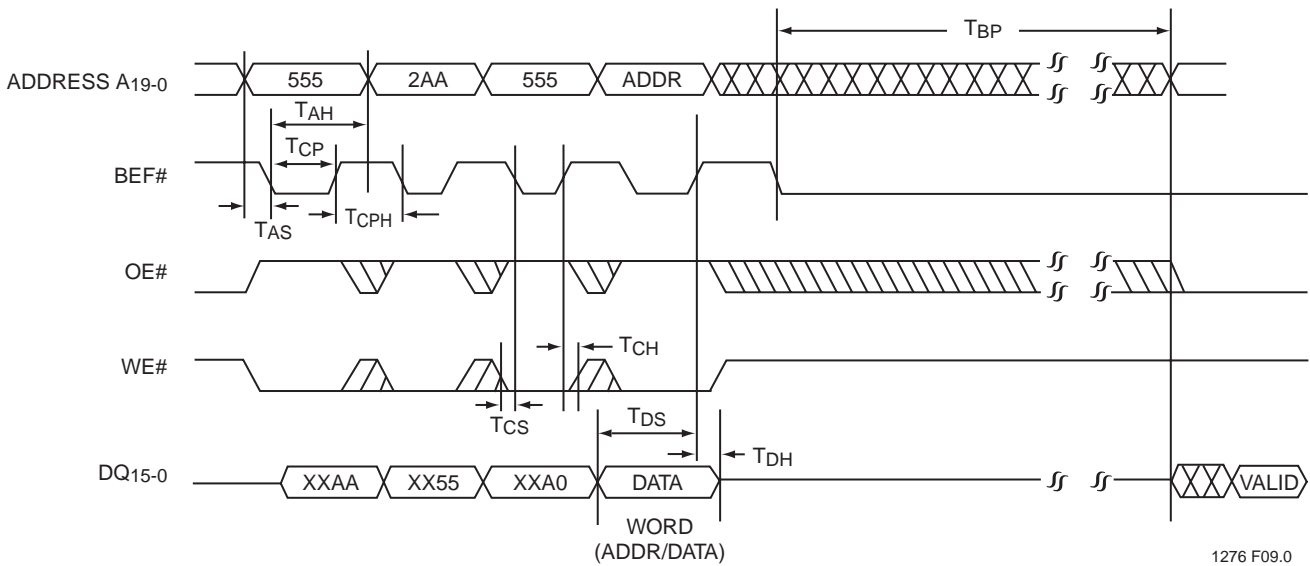 TBP
ADDRESS A19-0 555 2AA 555 ADDR
TAH
TCP
BEF#
TAS TCPH
OE#
WE# TCH
TCS TDS
TDH
DQ15-0 XXAA XX55 XXA0 DATA VALID
WORD
(ADDR/DATA)
1276 F09.0